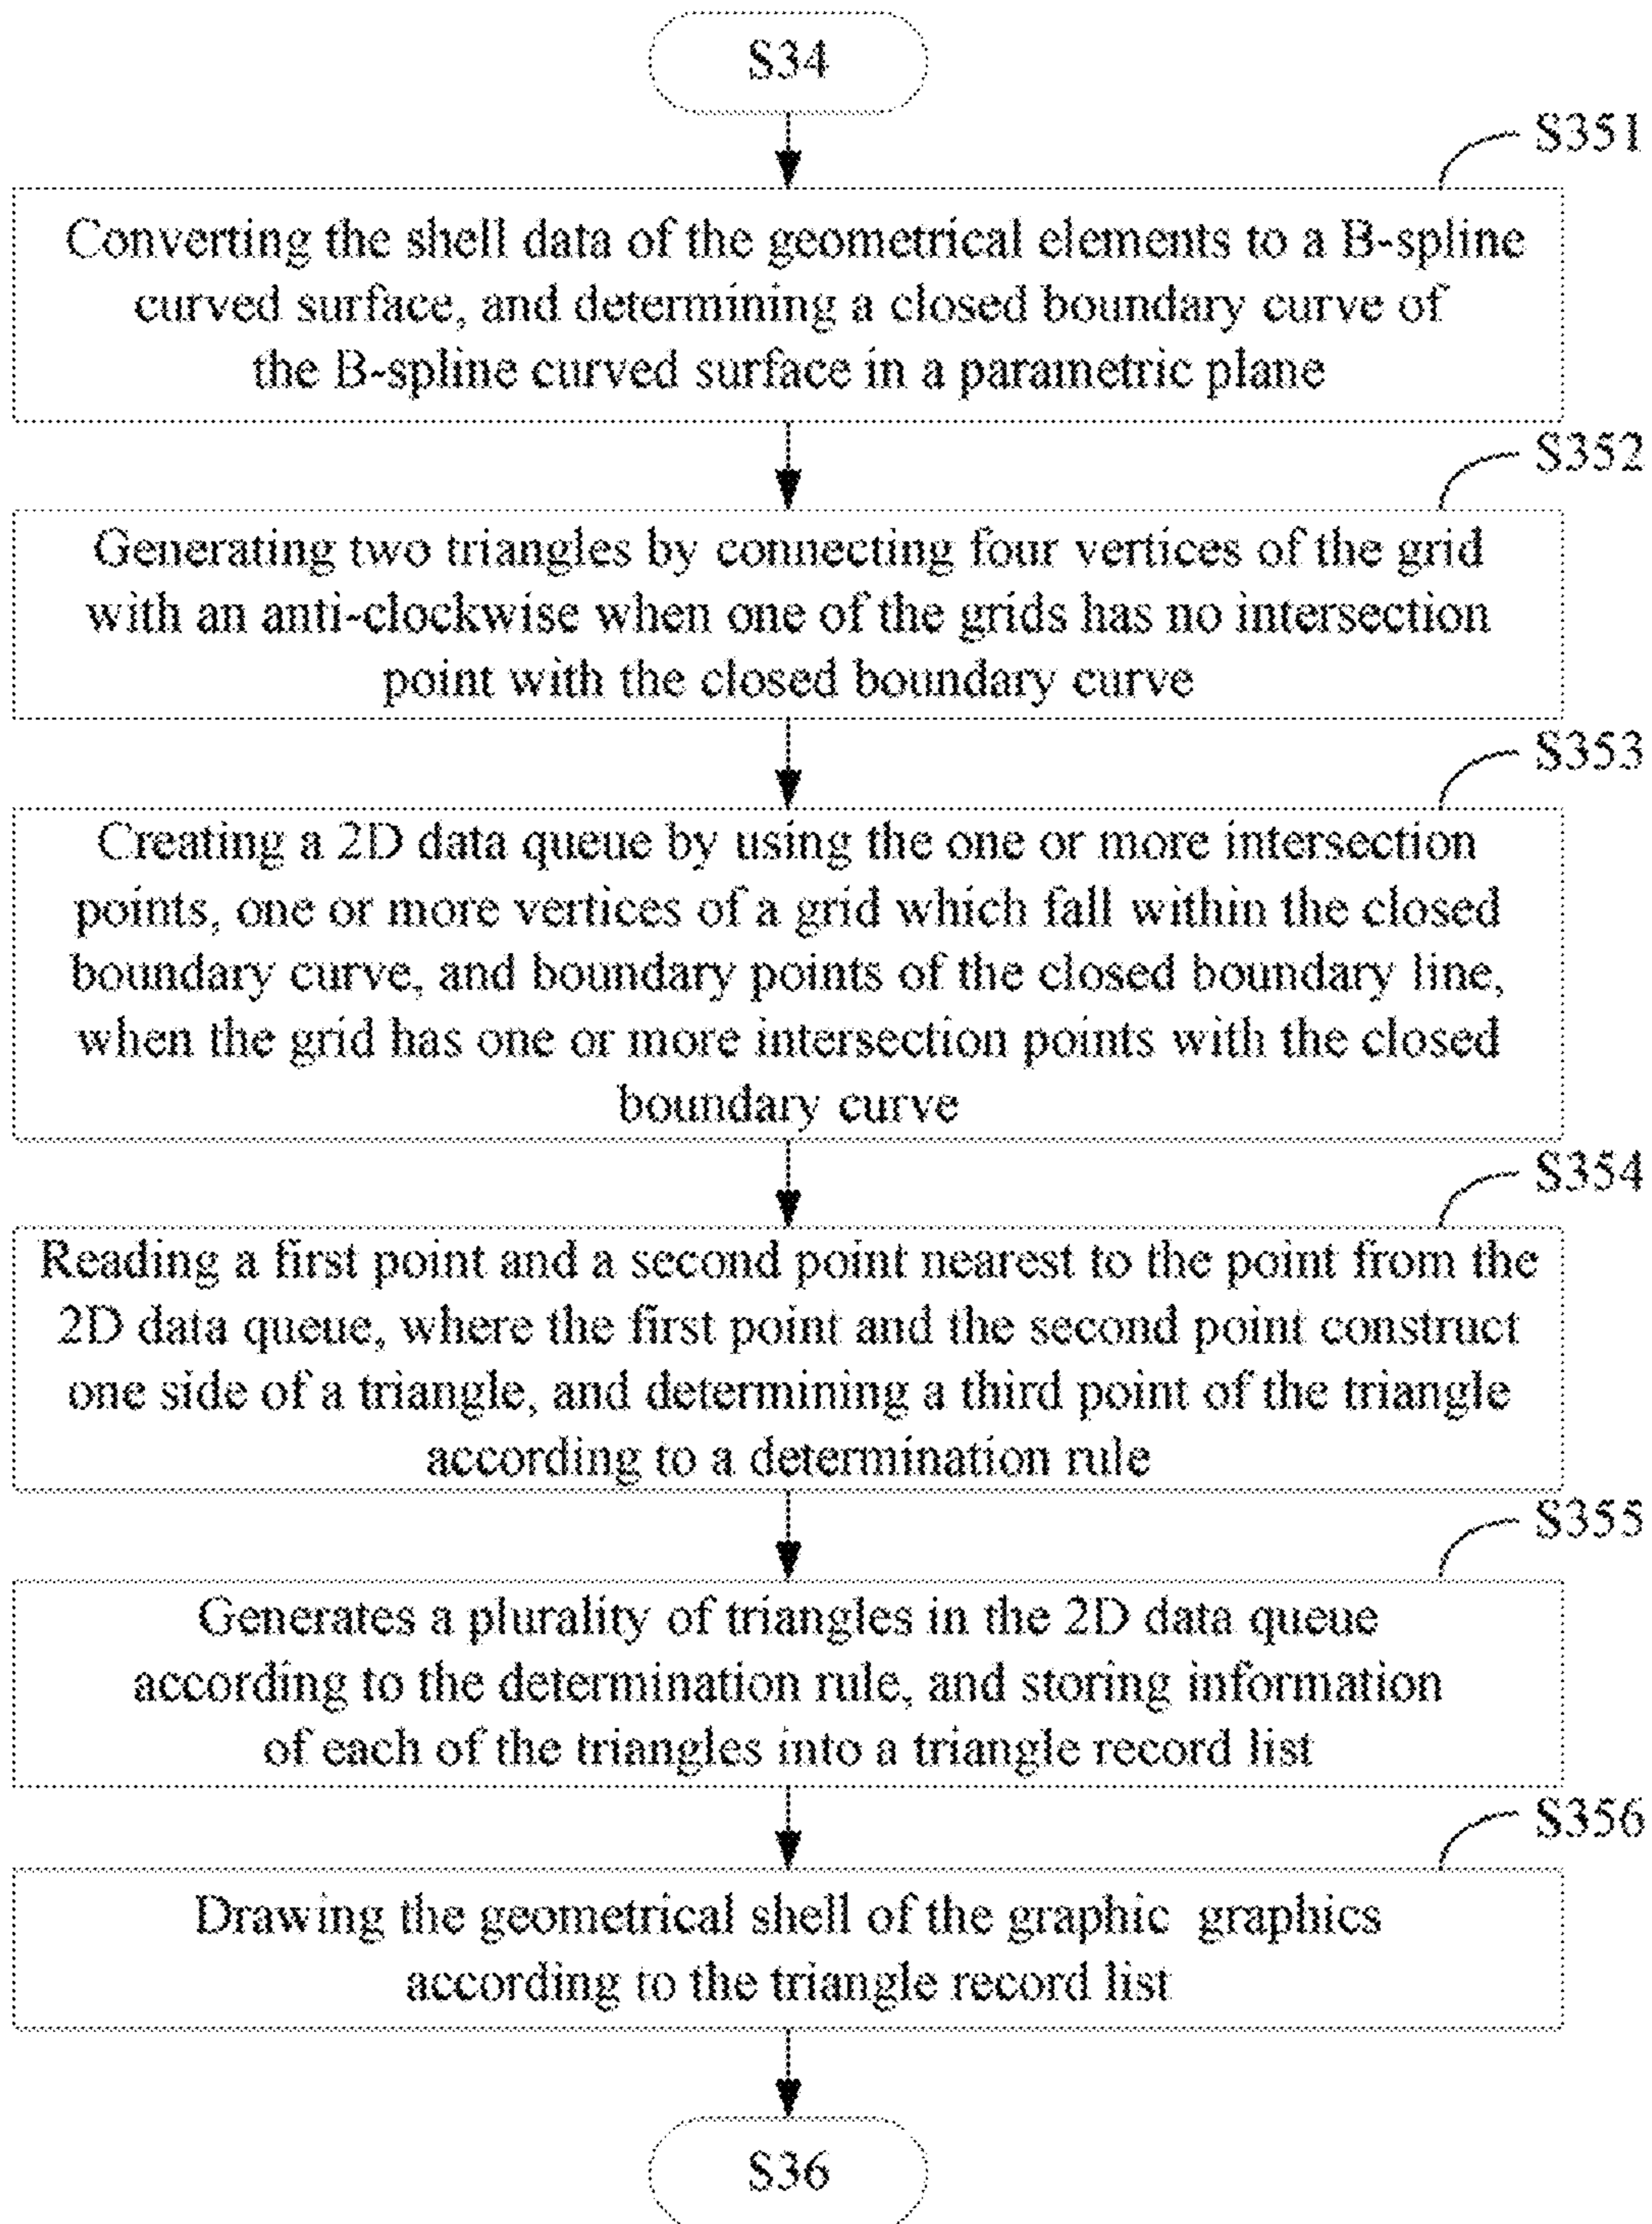 S34
S351
Converting the shell data of the geometrical elements to a B-spline
curved surface, and determining a closed boundary curve of
the B-spline curved surface in a parametric plane
S352
Generating two triangles by connecting four vertices of the grid
with an anti-clockwise when one of the grids has no intersection
point with the closed boundary curve
S353
Creating a 2D data queue by using the one or more intersection
points, one or more vertices of a grid which fall within the closed
boundary curve, and boundary points of the closed boundary line,
when the grid has one or more intersection points with the closed
boundary curve
S354
Reading a first point and a second point nearest to the point from the
2D data queue, where the first point and the second point construct
one side of a triangle, and determining a third point of the triangle
according to a determination rule
S355
Generates a plurality of triangles in the 2D data queue
according to the determination rule, and storing information
of each of the triangles into a triangle record list
S356
Drawing the geometrical shell of the graphic graphics
according to the triangle record list
S36